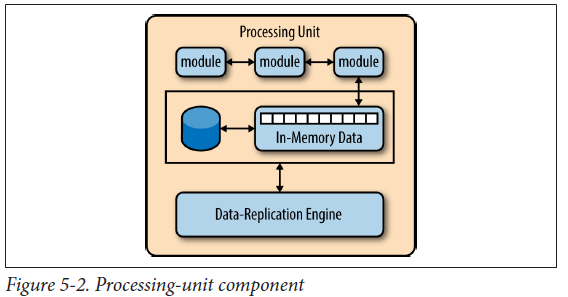 Processing Unit
module
module
module
In-Memory Data
Data-Replication Engine
Figure 5-2. Processing-unit component